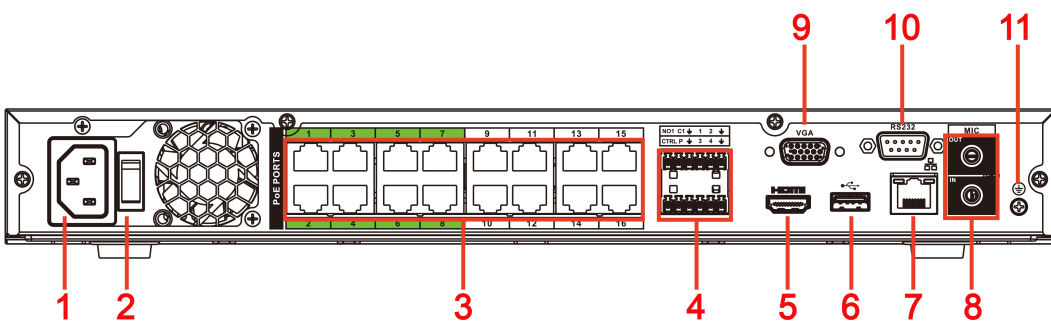 9 10 11
NO1 C1 ⏚ 1 2 ⏚
CTRL P ⏚ 3 4 ⏚
VGA
RS232
MIC
OUT
IN
PoE PORTS
1 3 5 7 9 11 13 15
2 4 6 8 10 12 14 16
HDMI
1 2 3 4 5 6 7 8